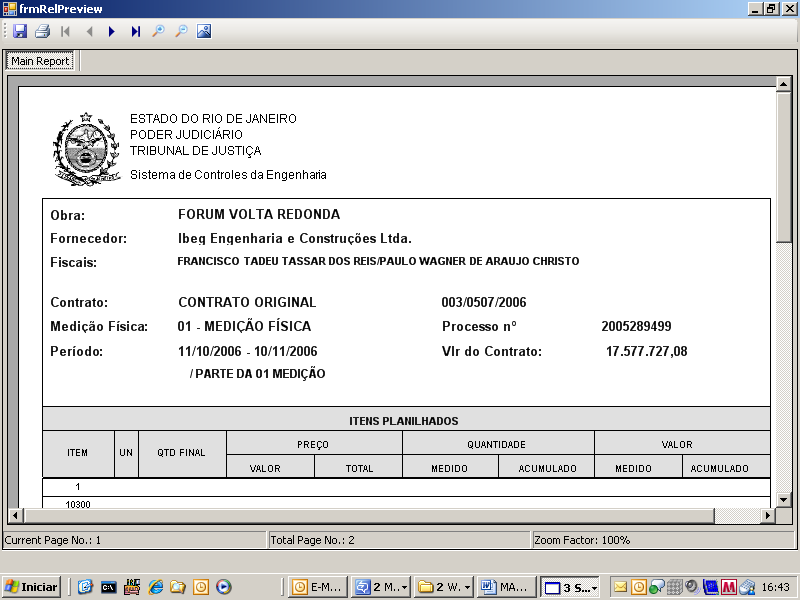 frmRelPreview
Main Report
ESTADO DO RIO DE JANEIRO
PODER JUDICIÁRIO
TRIBUNAL DE JUSTIÇA
Sistema de Controles da Engenharia
Obra: FORUM VOLTA REDONDA
Fornecedor: Ibeg Engenharia e Construções Ltda.
Fiscais: FRANCISCO TADEU TASSAR DOS REIS/PAULO WAGNER DE ARAUJO CHRISTO
Contrato: CONTRATO ORIGINAL 003/0507/2006
Medição Física: 01 - MEDIÇÃO FÍSICA Processo nº 2005289499
Período: 11/10/2006 - 10/11/2006 Vlr do Contrato: 17.577.727,08
/ PARTE DA 01 MEDIÇÃO
ITENS PLANILHADOS
ITEM UN QTD FINAL PREÇO QUANTIDADE VALOR
VALOR TOTAL MEDIDO ACUMULADO MEDIDO ACUMULADO
1
10300
Current Page No.: 1 Total Page No.: 2 Zoom Factor: 100%
Iniciar E-M... 2 M... 2 W... MA... 3 S... 16:43